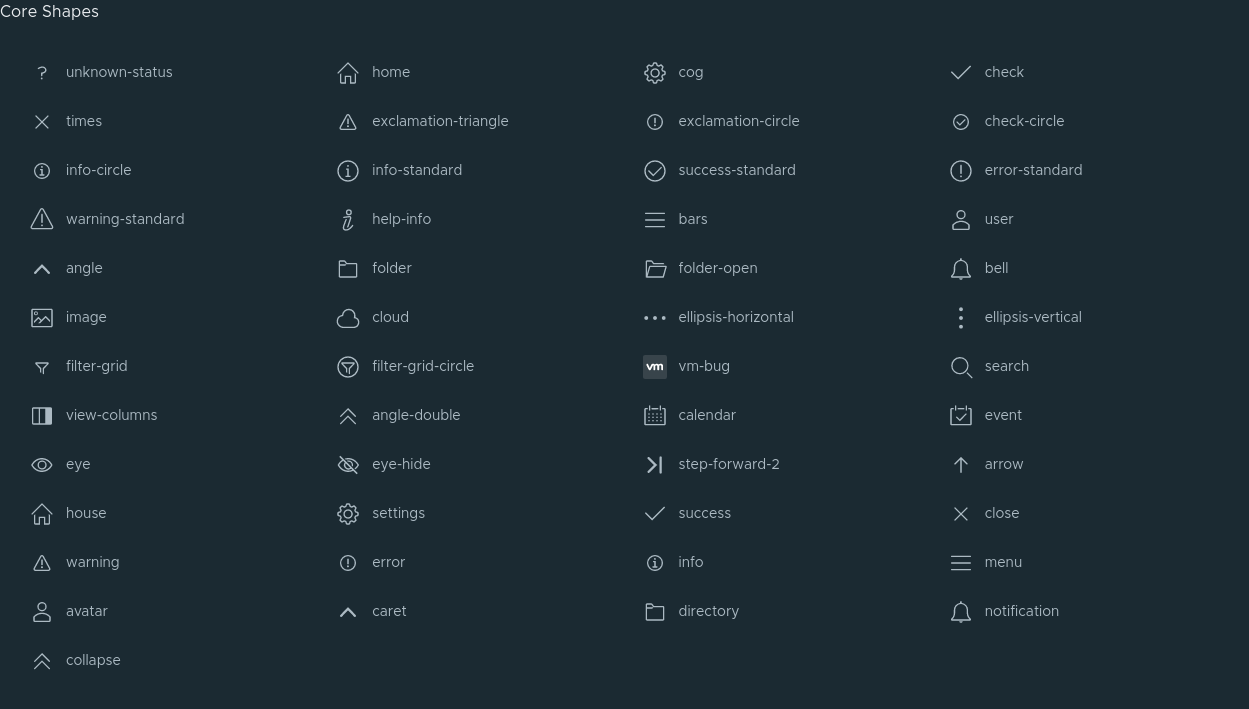 Core Shapes
unknown-status home cog check
times exclamation-triangle exclamation-circle check-circle
info-circle info-standard success-standard error-standard
warning-standard help-info bars user
angle folder folder-open bell
image cloud ellipsis-horizontal ellipsis-vertical
filter-grid filter-grid-circle vm vm-bug search
view-columns angle-double calendar event
eye eye-hide step-forward-2 arrow
house settings success close
warning error info menu
avatar caret directory notification
collapse